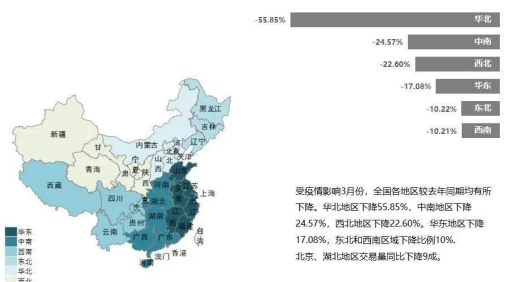 -55.85% 华北
-24.57% 中南
-22.60% 西北
-17.08% 华东
-10.22% 东北
-10.21% 西南
黑龙江
吉林
辽宁
新疆
甘
内蒙古
河
北
北
天津
宁
山
西
山东
青海
夏
陕
西
河南
江苏
西藏
四川
湖北
上海
湖南
贵州
云南
广西
广东
福建
台湾
香港
澳门
海南
华东
中南
西南
东北
华北
西北
受疫情影响3月份，全国各地区较去年同期均有所
下降。华北地区下降55.85%，中南地区下降
24.57%，西北地区下降22.60%。华东地区下降
17.08%，东北和西南区域下降比例10%.
北京、湖北地区交易量同比下降9成。